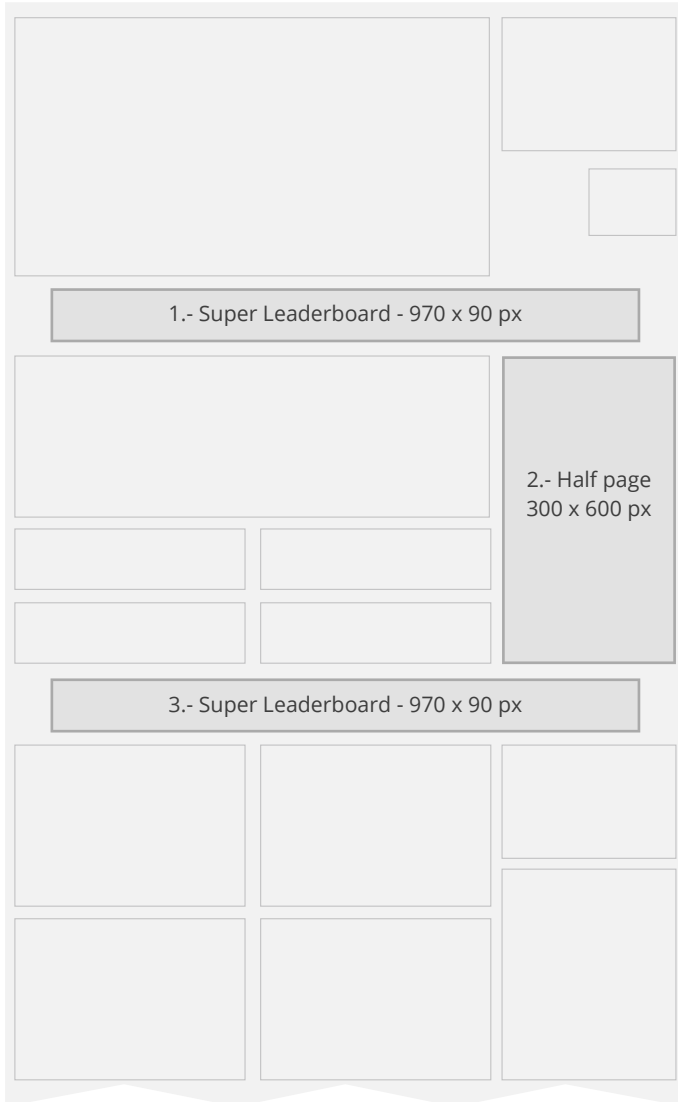 1.- Super Leaderboard - 970 x 90 px
2.- Half page
300 x 600 px
3.- Super Leaderboard - 970 x 90 px